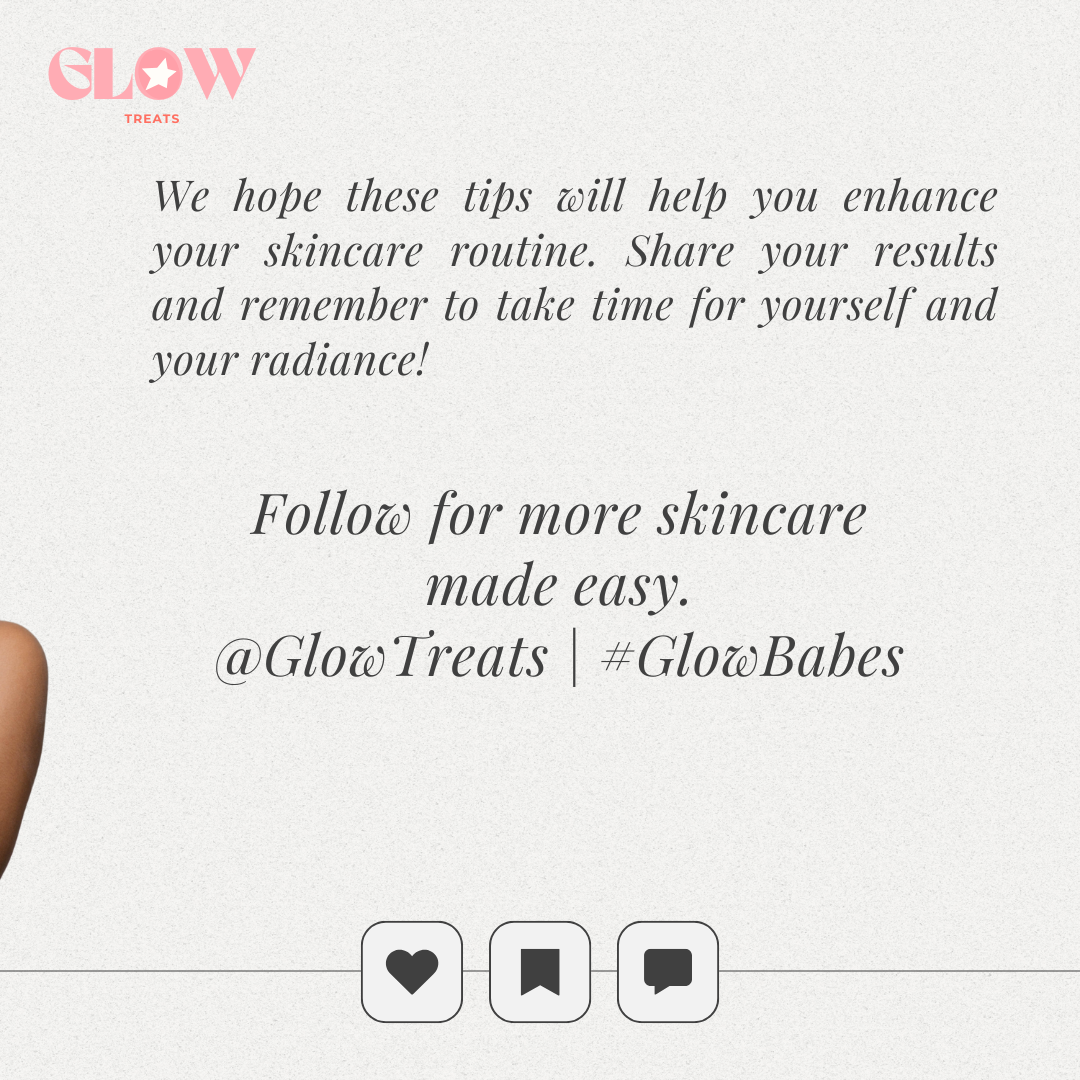 GLOW
TREATS
We hope these tips will help you enhance
your skincare routine. Share your results
and remember to take time for yourself and
your radiance!
Follow for more skincare
made easy.
@GlowTreats | #GlowBabes